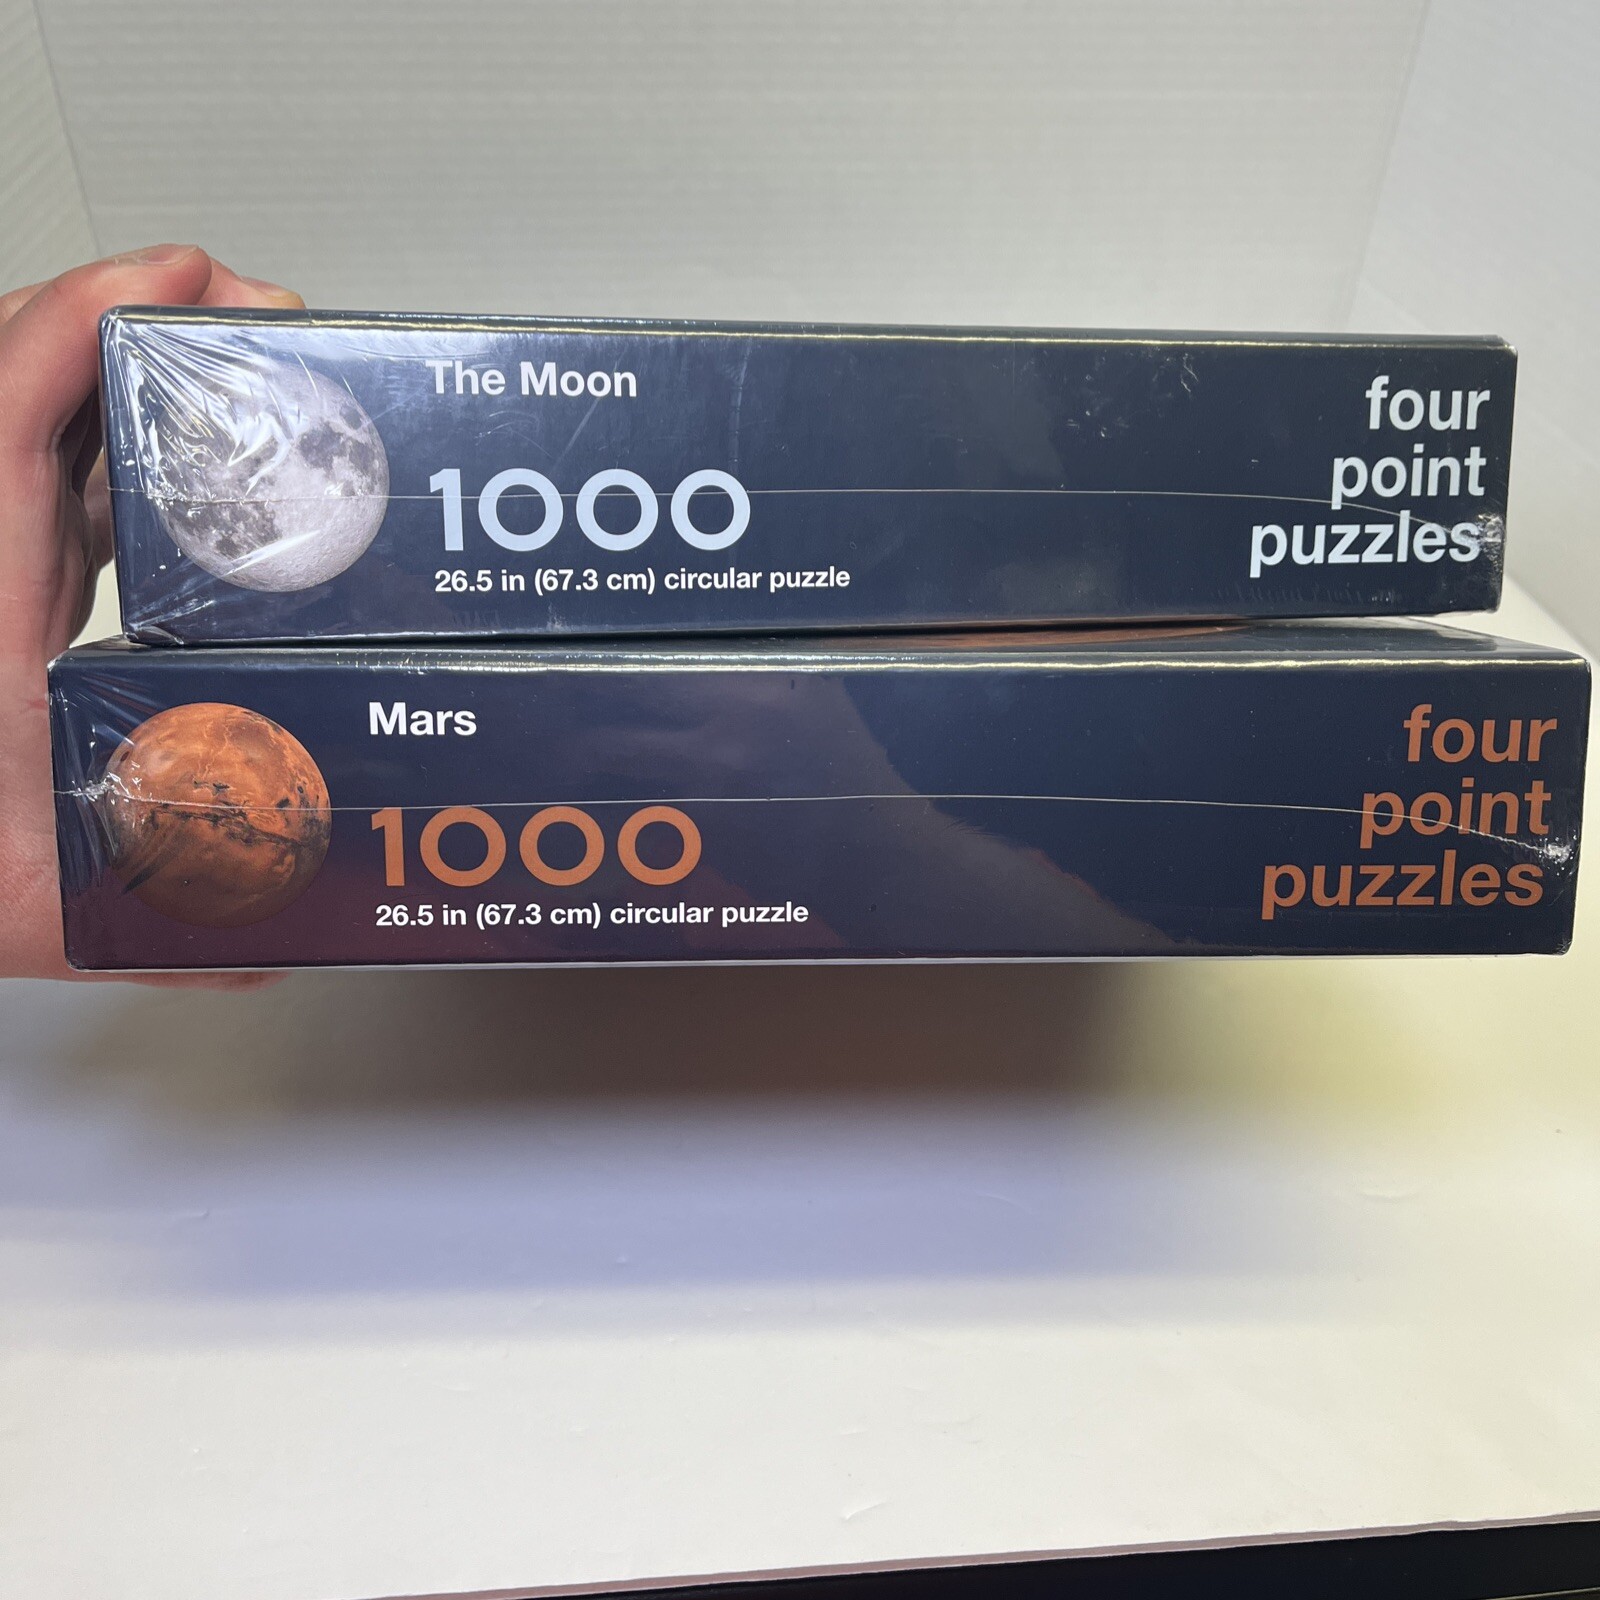 The Moon
1000
26.5 in (67.3 cm) circular puzzle
four
point
puzzles
Mars
1000
26.5 in (67.3 cm) circular puzzle
four
point
puzzles